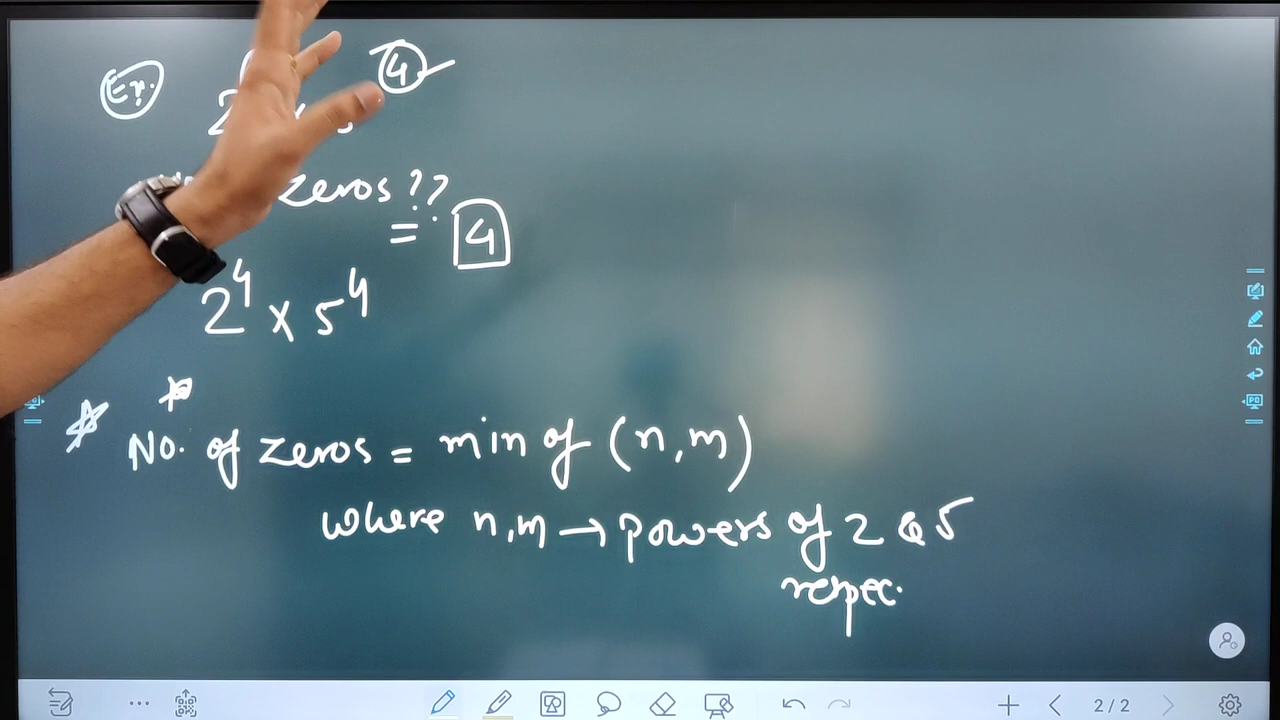 Ex.
2 4
zeros ??
= 4
2^4 x 5^4
No. of zeros = min of (n,m)
where n,m → powers of 2 & 5
respec.
2/2